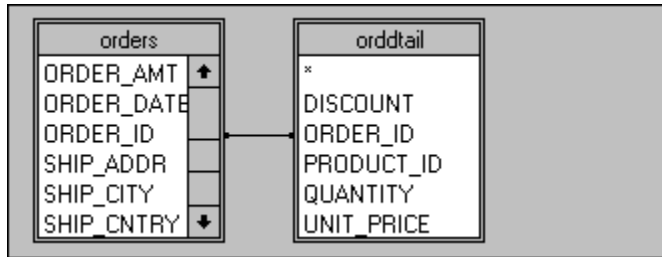 orders
ORDER_AMT
ORDER_DATE
ORDER_ID
SHIP_ADDR
SHIP_CITY
SHIP_CNTRY
orddtail
*
DISCOUNT
ORDER_ID
PRODUCT_ID
QUANTITY
UNIT_PRICE